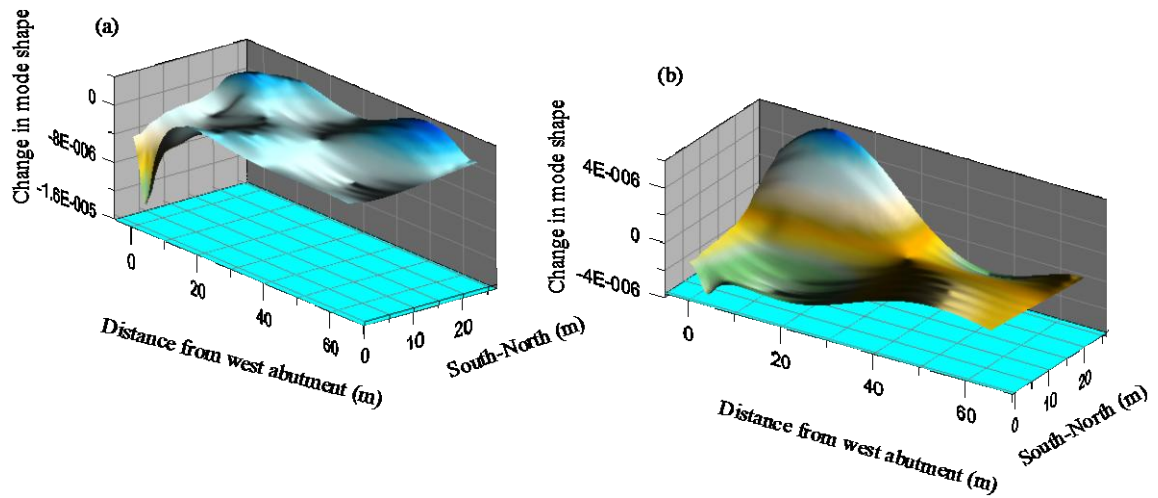 (a)
Change in mode shape
0
-8E-006
-1.6E-005
0
20
40
60
0
10
20
Distance from west abutment (m)
South-North (m)
(b)
Change in mode shape
4E-006
0
-4E-006
0
20
40
60
0
10
20
Distance from west abutment (m)
South-North (m)